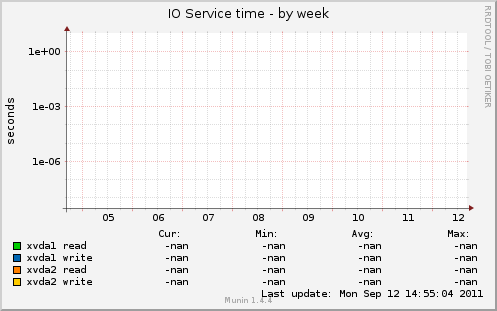 IO Service time - by week
RRDTOOL / TOBI OETIKER
seconds
1e+00
1e-03
1e-06
05 06 07 08 09 10 11 12
Cur: Min: Avg: Max:
xvda1 read -nan -nan -nan -nan
xvda1 write -nan -nan -nan -nan
xvda2 read -nan -nan -nan -nan
xvda2 write -nan -nan -nan -nan
Last update: Mon Sep 12 14:55:04 2011
Munin 1.4.4